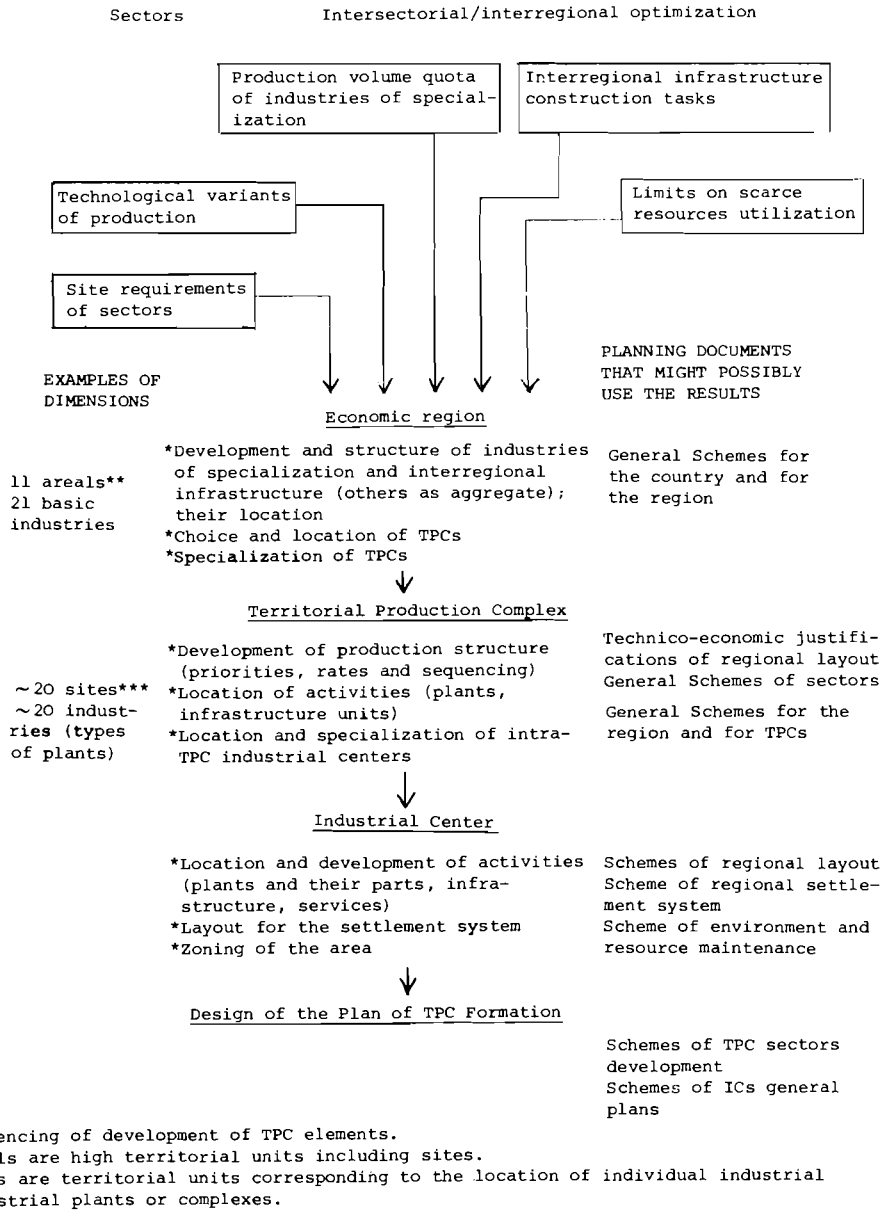 Sectors
Intersectorial/interregional optimization
Production volume quota
of industries of special-
ization
Interregional infrastructure
construction tasks
Technological variants
of production
Limits on scarce
resources utilization
Site requirements
of sectors
EXAMPLES OF
DIMENSIONS
PLANNING DOCUMENTS
THAT MIGHT POSSIBLY
USE THE RESULTS
Economic region
11 areals**
21 basic
industries
*Development and structure of industries
of specialization and interregional
infrastructure (others as aggregate);
their location
*Choice and location of TPCs
*Specialization of TPCs
General Schemes for
the country and for
the region
Territorial Production Complex
~20 sites***
~20 indust-
ries (types
of plants)
*Development of production structure
(priorities, rates and sequencing)
*Location of activities (plants,
infrastructure units)
*Location and specialization of intra-
TPC industrial centers
Technico-economic justifi-
cations of regional layout
General Schemes of sectors
General Schemes for the
region and for TPCs
Industrial Center
*Location and development of activities
(plants and their parts, infra-
structure, services)
*Layout for the settlement system
*Zoning of the area
Schemes of regional layout
Scheme of regional settle-
ment system
Scheme of environment and
resource maintenance
Design of the Plan of TPC Formation
Schemes of TPC sectors
development
Schemes of ICs general
plans
encing of development of TPC elements.
ls are high territorial units including sites.
s are territorial units corresponding to the location of individual industrial
strial plants or complexes.